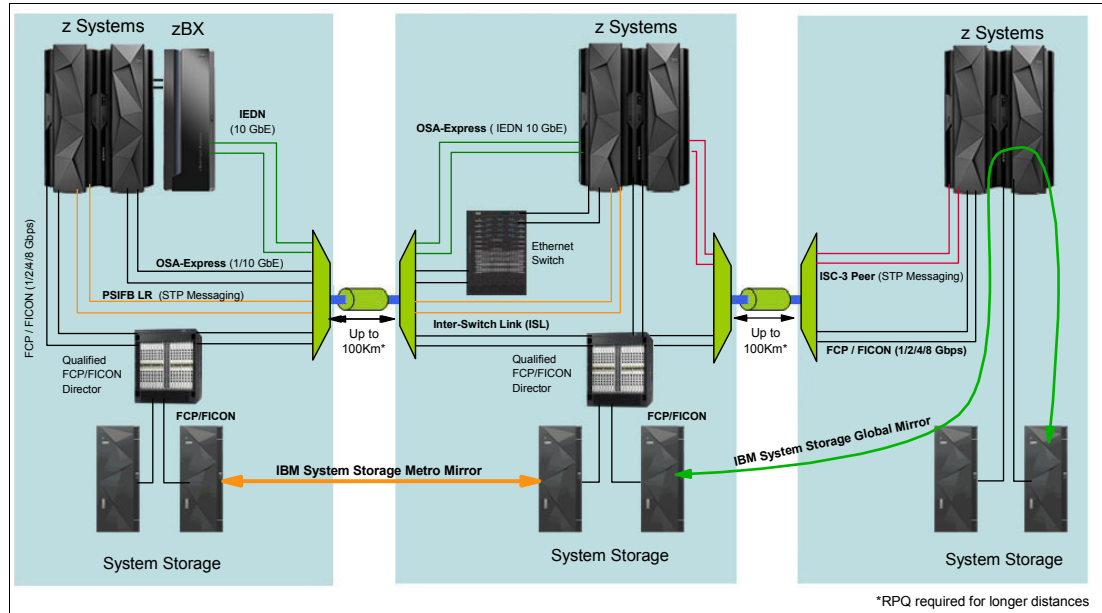 z Systems
zBX
IEDN
(10 GbE)
FCP / FICON (1/2/4/8 Gbps)
OSA-Express (1/10 GbE)
PSIFB LR (STP Messaging)
Qualified
FCP/FICON
Director
FCP/FICON
System Storage
Up to
100Km*
z Systems
OSA-Express ( IEDN 10 GbE)
Ethernet
Switch
Inter-Switch Link (ISL)
Qualified
FCP/FICON
Director
FCP/FICON
IBM System Storage Metro Mirror
System Storage
Up to
100Km*
z Systems
ISC-3 Peer (STP Messaging)
FCP / FICON (1/2/4/8 Gbps)
IBM System Storage Global Mirror
System Storage
*RPQ required for longer distances